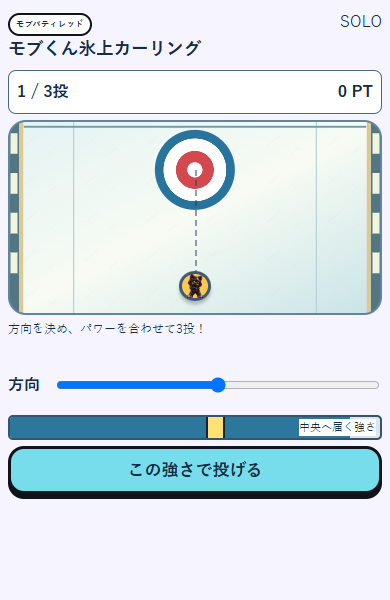 モブパティレッド
SOLO
モブくん氷上カーリング
1 / 3投
0 PT
方向を決め、パワーを合わせて3投！
方向
中央へ届く強さ
この強さで投げる